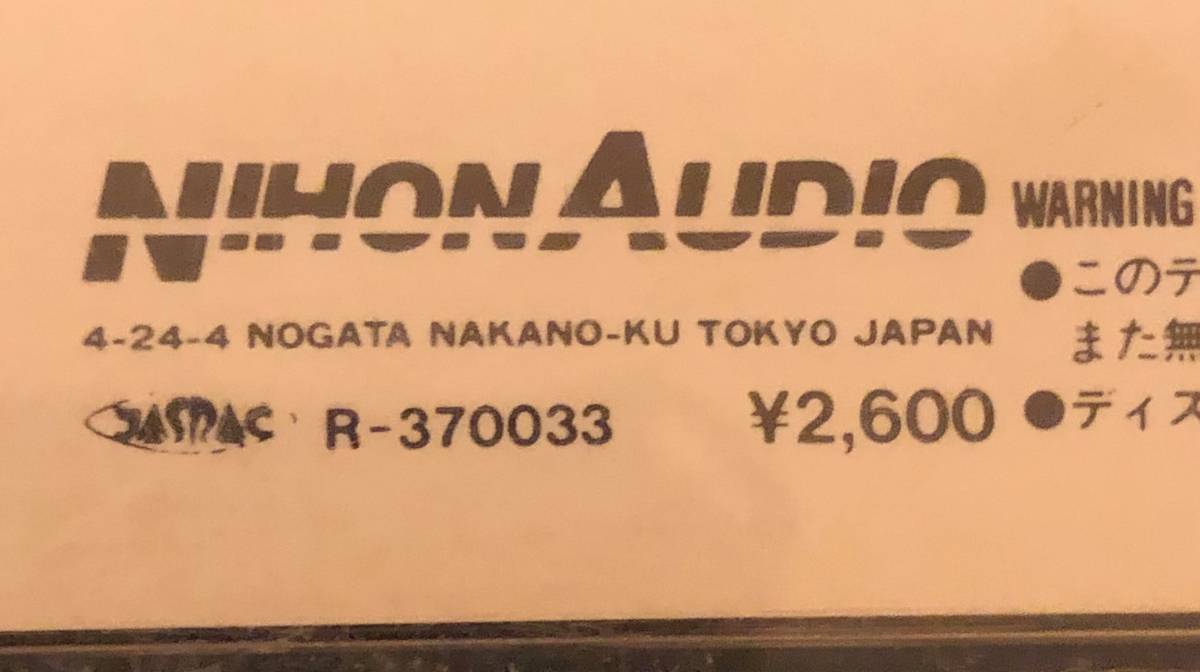 NIHON AUDIO
4-24-4 NOGATA NAKANO-KU TOKYO JAPAN
JASRAC R-370033 ¥2,600
WARNING
●このテ
また無
●ディス